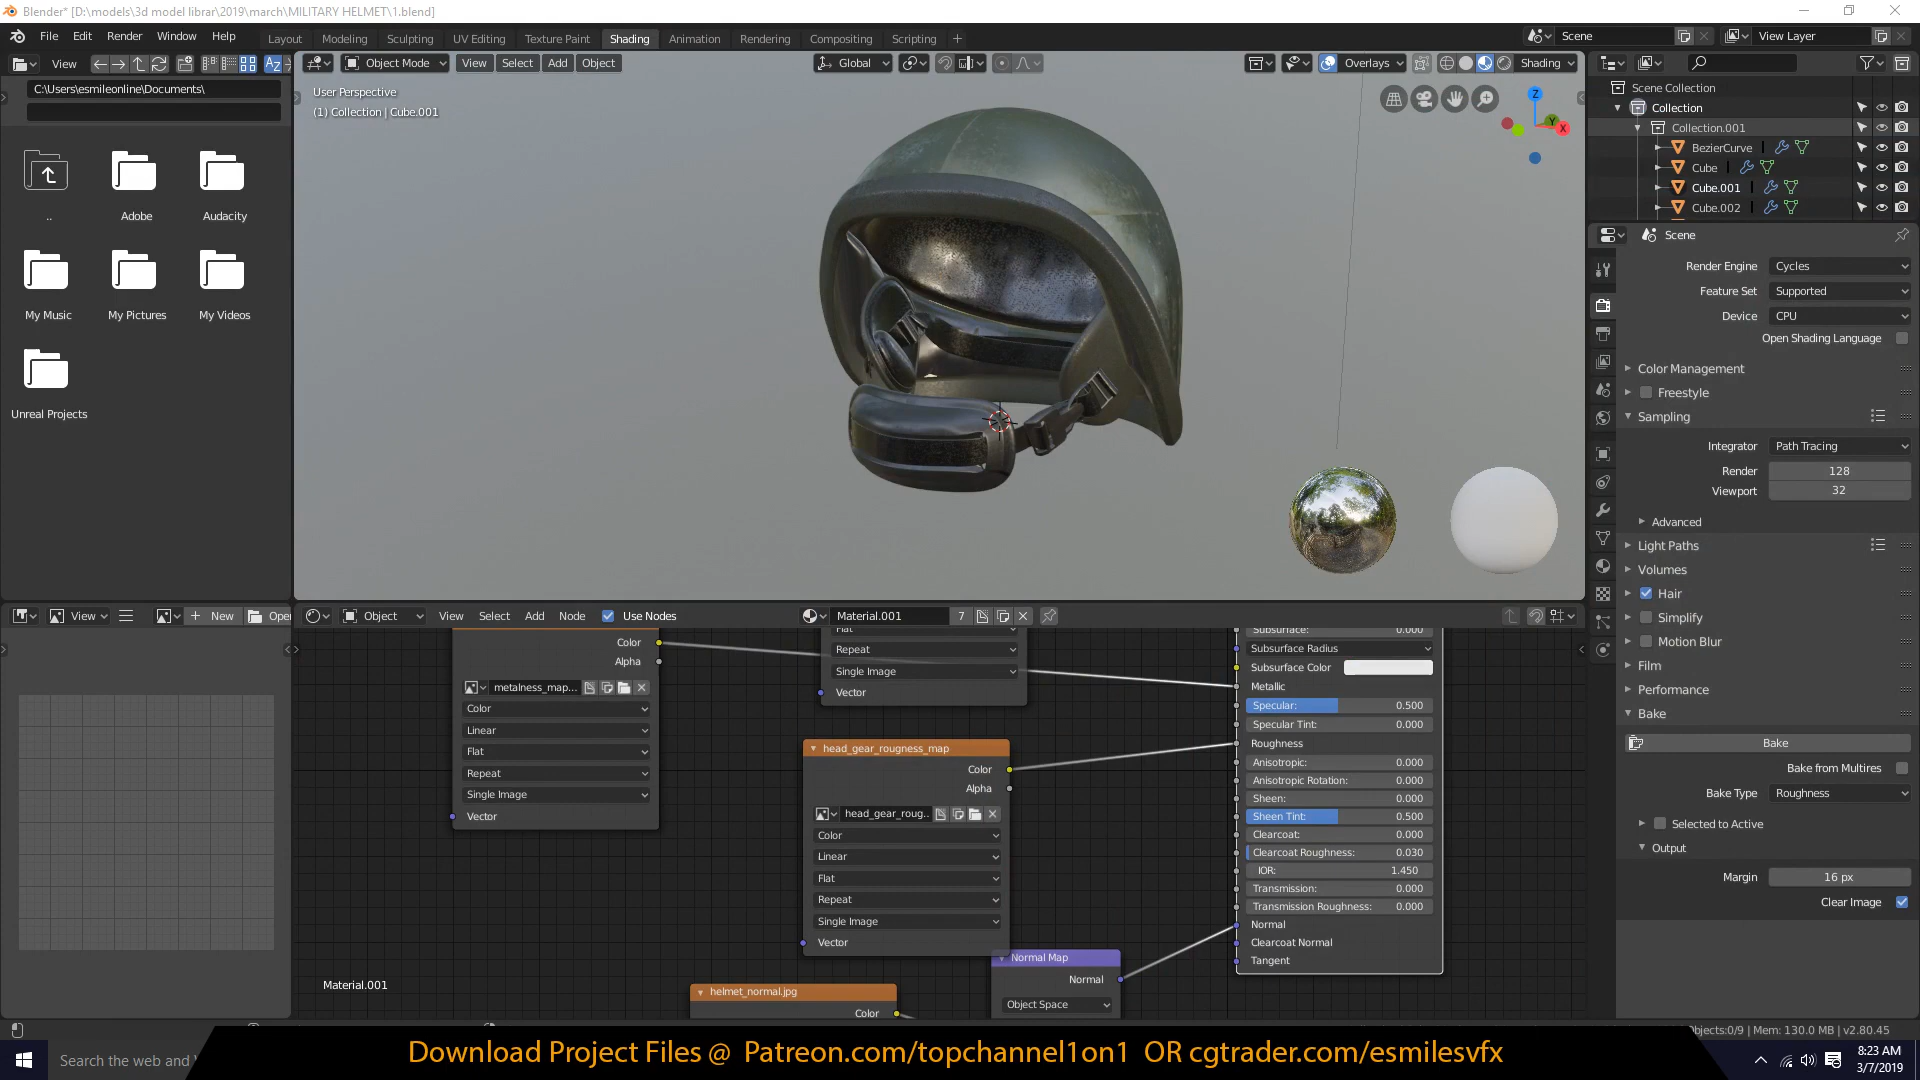 Blender* [D:\models\3d model librar\2019\march\MILITARY HELMET\1.blend]
File Edit Render Window Help
Layout Modeling Sculpting UV Editing Texture Paint Shading Animation Rendering Compositing Scripting +
Scene
View Layer
View
Object Mode View Select Add Object
Global
Overlays
Shading
C:\Users\esmileonline\Documents\
..
Adobe
Audacity
My Music
My Pictures
My Videos
Unreal Projects
User Perspective
(1) Collection | Cube.001
Z
Y
X
Scene Collection
Collection
Collection.001
BezierCurve
Cube
Cube.001
Cube.002
Scene
Render Engine Cycles
Feature Set Supported
Device CPU
Open Shading Language
Color Management
Freestyle
Sampling
Integrator Path Tracing
Render 128
Viewport 32
Advanced
Light Paths
Volumes
Hair
Simplify
Motion Blur
Film
Performance
Bake
Bake
Bake from Multires
Bake Type Roughness
Selected to Active
Output
Margin 16 px
Clear Image
View
New
Open
Object View Select Add Node Use Nodes
Material.001 7
Color
Alpha
metalness_map...
Color
Linear
Flat
Repeat
Single Image
Vector
Flat
Repeat
Single Image
Vector
head_gear_rougness_map
Color
Alpha
head_gear_roug..
Color
Linear
Flat
Repeat
Single Image
Vector
helmet_normal.jpg
Color
Normal Map
Normal
Object Space
Subsurface: 0.000
Subsurface Radius
Subsurface Color
Metallic
Specular: 0.500
Specular Tint: 0.000
Roughness
Anisotropic: 0.000
Anisotropic Rotation: 0.000
Sheen: 0.000
Sheen Tint: 0.500
Clearcoat: 0.000
Clearcoat Roughness: 0.030
IOR: 1.450
Transmission: 0.000
Transmission Roughness: 0.000
Normal
Clearcoat Normal
Tangent
Material.001
Objects:0/9 | Mem: 130.0 MB | v2.80.45
Search the web and
Download Project Files @ Patreon.com/topchannel1on1 OR cgtrader.com/esmilesvfx
8:23 AM
3/7/2019